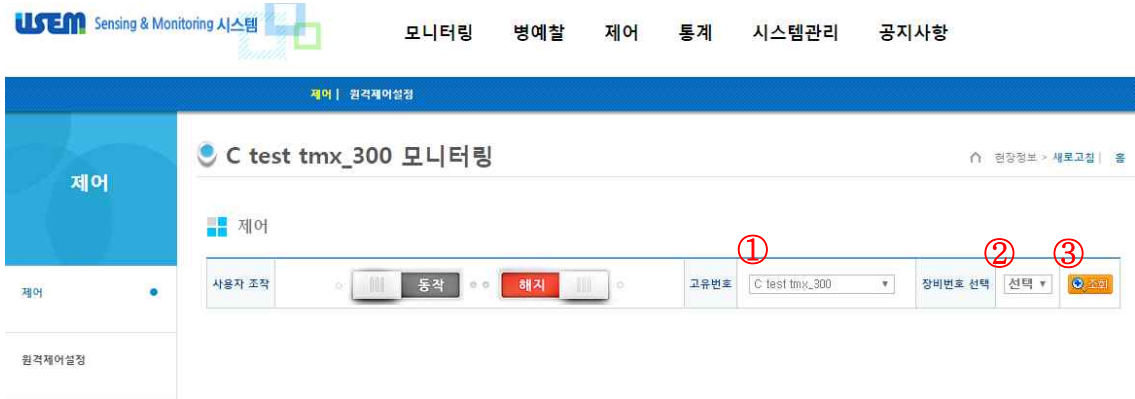 USEM Sensing & Monitoring 시스템
모니터링 병예찰 제어 통계 시스템관리 공지사항
제어 | 원격제어설정
제어
C test tmx_300 모니터링
현장정보 > 새로고침 | 홈
제어
① ② ③
사용자 조작 동작 해지 고유번호 C test tmx_300 장비번호 선택 선택 조회
제어
원격제어설정